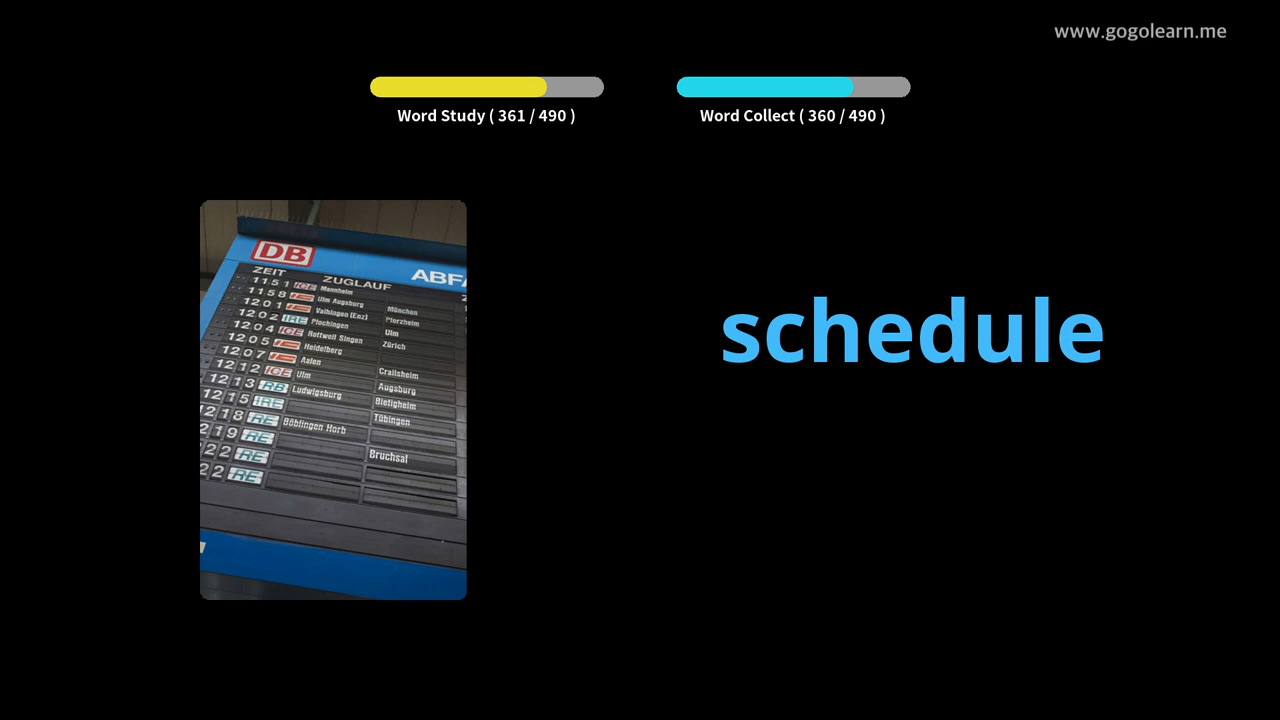 www.gogolearn.me
Word Study ( 361 / 490 )
Word Collect ( 360 / 490 )
schedule
DB
ABFA
ZEIT ZUGLAUF
1151 ICE Mannheim
1158 Ulm Augsburg München
1201 Vaihingen (Enz) Pforzheim
1202 IRE Plochingen Ulm
1204 ICE Rottweil Singen Zürich
1205 Heidelberg
1207 Aalen Crailsheim
1212 ICE Ulm Augsburg
1213 RB Ludwigsburg Bietigheim
1215 IRE Tübingen
1218 RE Böblingen Horb
219 RE
22 RE Bruchsal
22 RE